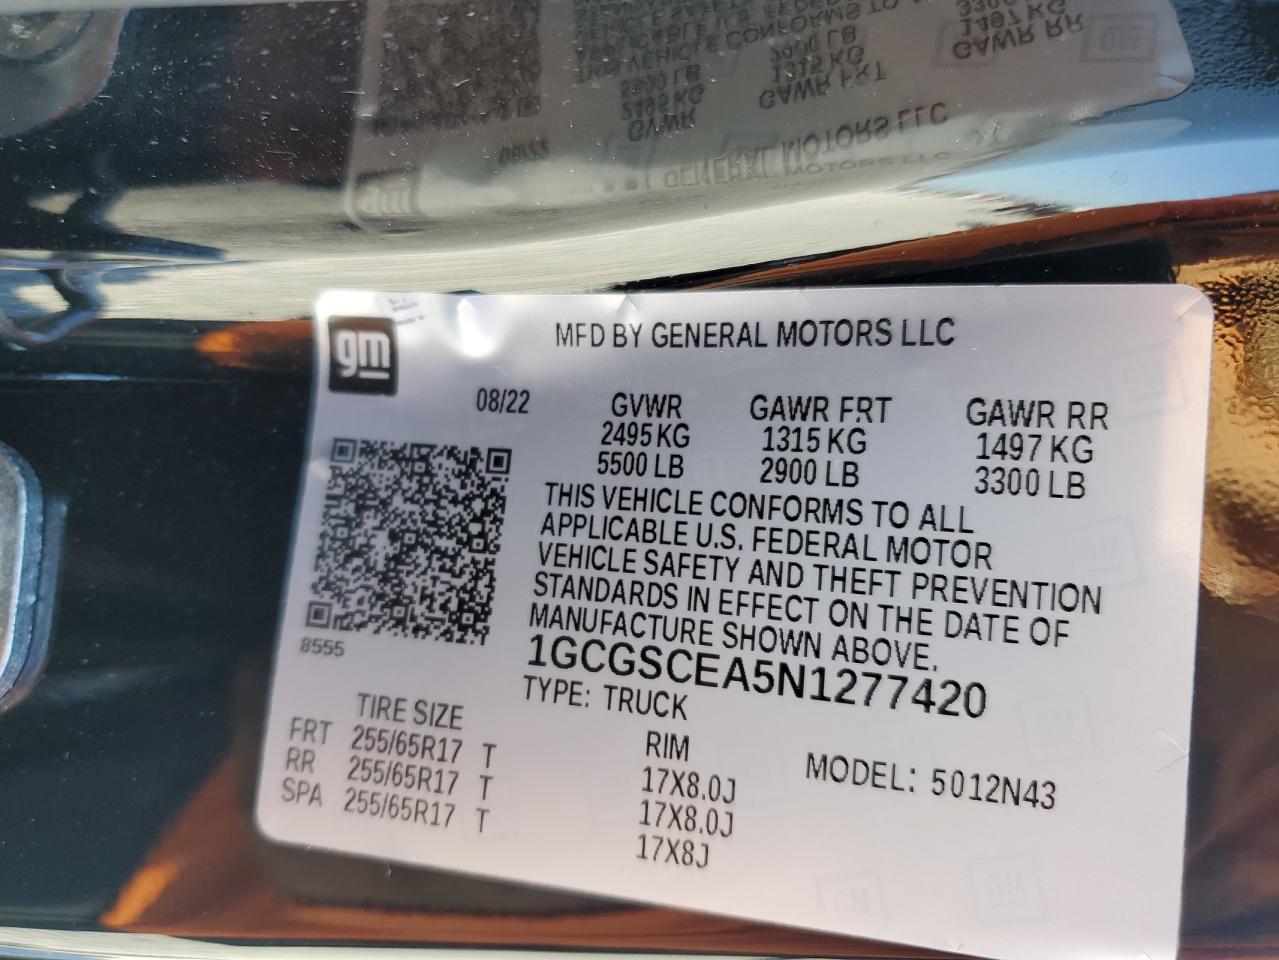 gm
MFD BY GENERAL MOTORS LLC
08/22 GVWR GAWR FRT GAWR RR
2495 KG 1315 KG 1497 KG
5500 LB 2900 LB 3300 LB
THIS VEHICLE CONFORMS TO ALL
APPLICABLE U.S. FEDERAL MOTOR
VEHICLE SAFETY AND THEFT PREVENTION
STANDARDS IN EFFECT ON THE DATE OF
MANUFACTURE SHOWN ABOVE.
8555
1GCGSCEA5N1277420
TYPE: TRUCK
TIRE SIZE RIM MODEL: 5012N43
FRT 255/65R17 T 17X8.0J
RR 255/65R17 T 17X8.0J
SPA 255/65R17 T 17X8J